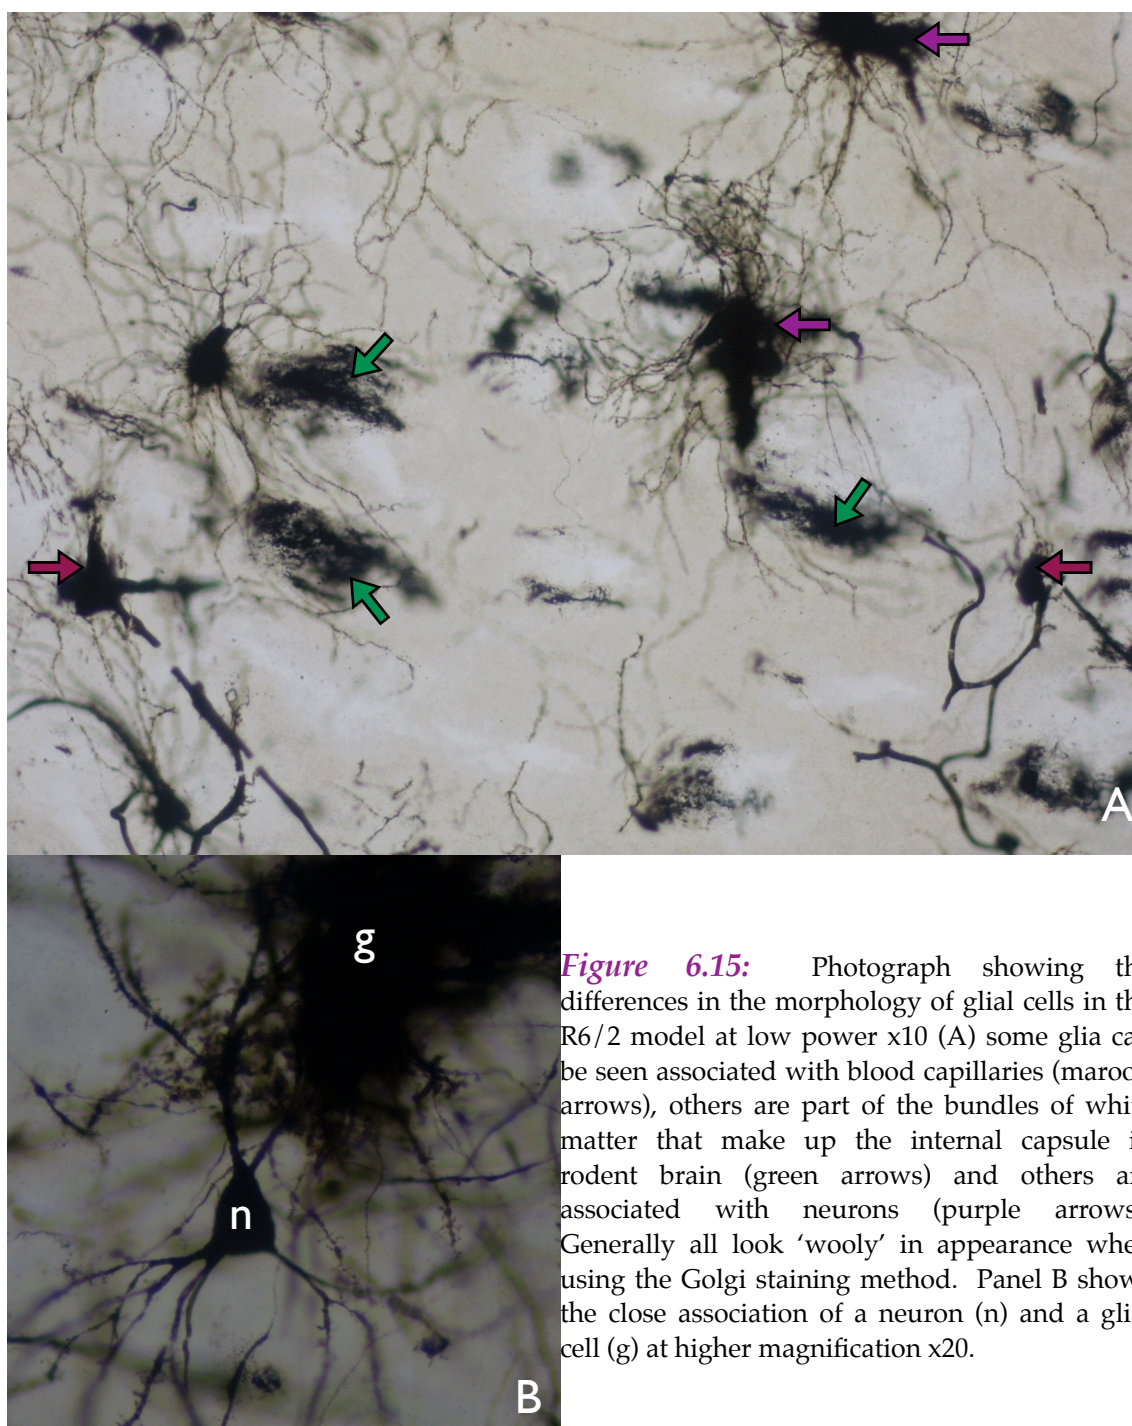 A
g
n
B
Figure 6.15: Photograph showing th
differences in the morphology of glial cells in th
R6/2 model at low power x10 (A) some glia ca
be seen associated with blood capillaries (maroo
arrows), others are part of the bundles of whit
matter that make up the internal capsule i
rodent brain (green arrows) and others ar
associated with neurons (purple arrows
Generally all look ‘wooly’ in appearance whe
using the Golgi staining method. Panel B show
the close association of a neuron (n) and a gli
cell (g) at higher magnification x20.